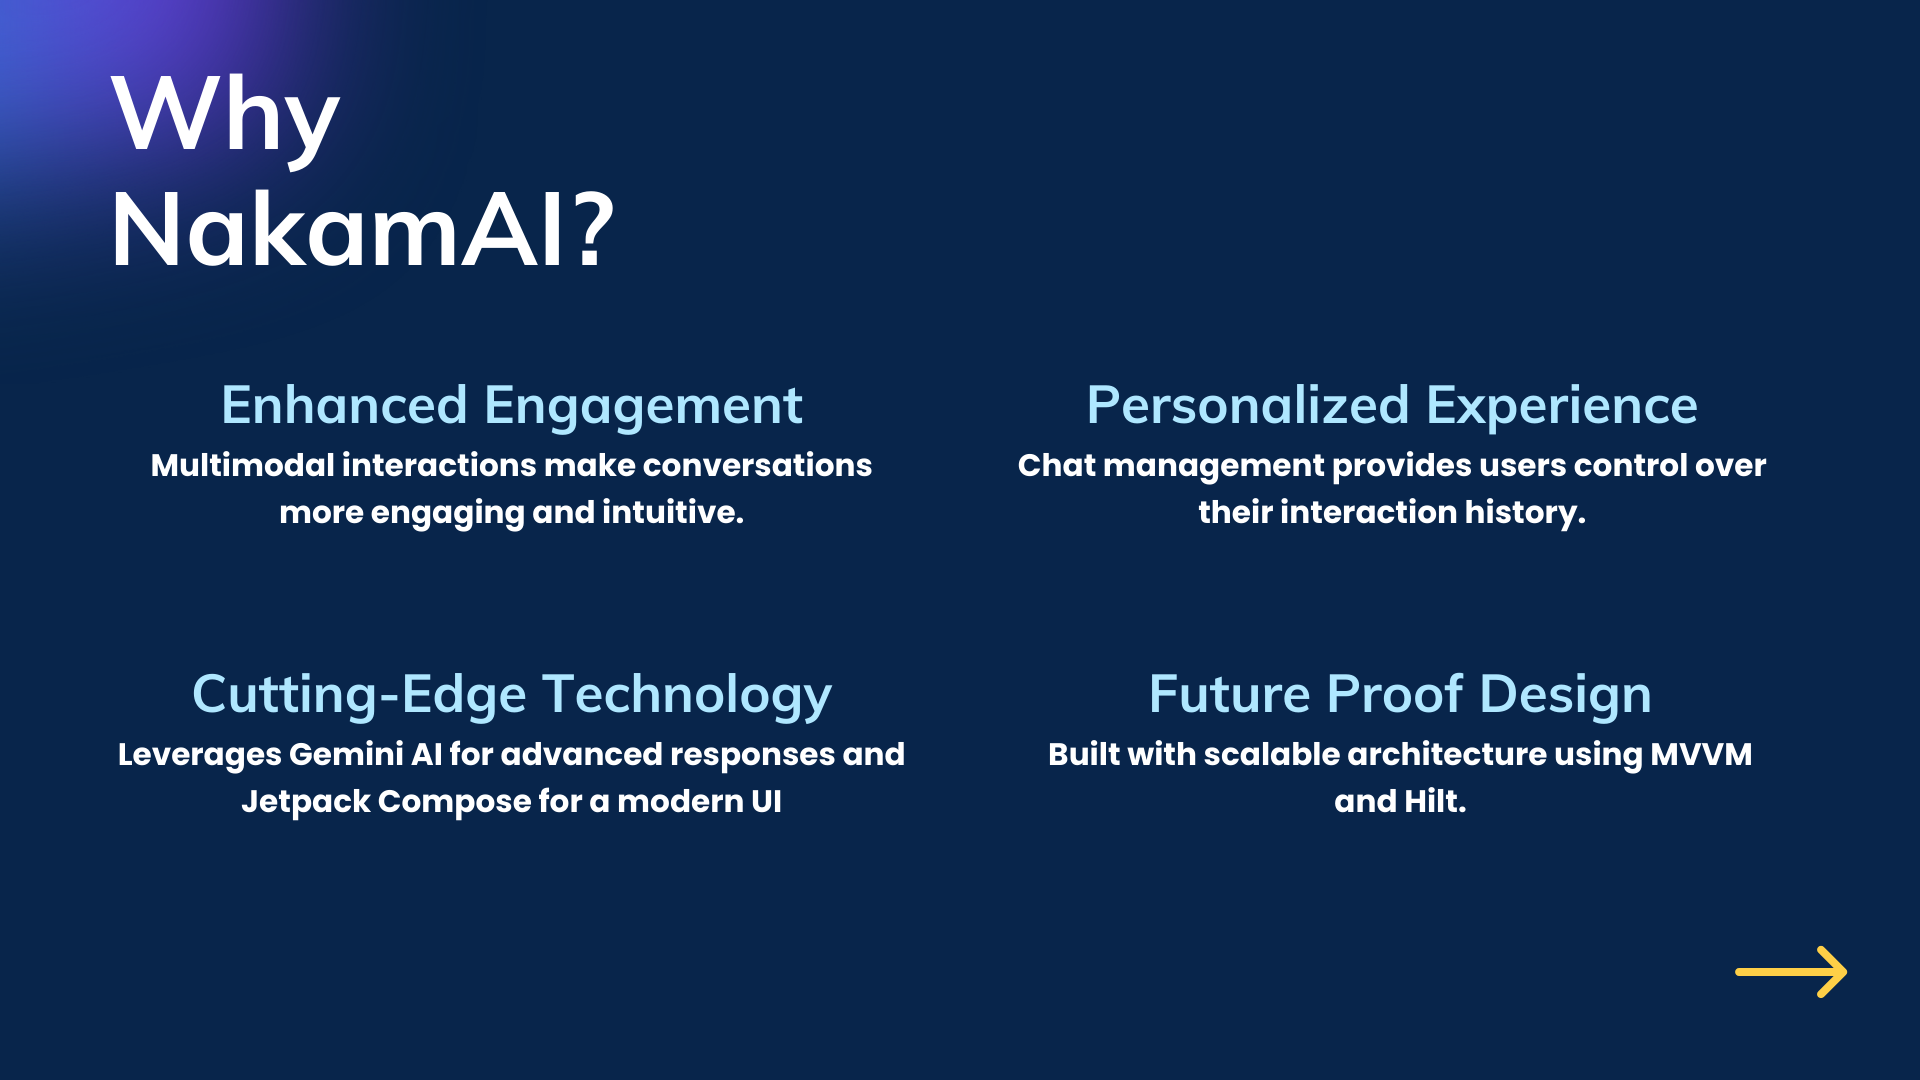 Why
NakamAI?
Enhanced Engagement
Multimodal interactions make conversations
more engaging and intuitive.
Personalized Experience
Chat management provides users control over
their interaction history.
Cutting-Edge Technology
Leverages Gemini AI for advanced responses and
Jetpack Compose for a modern UI
Future Proof Design
Built with scalable architecture using MVVM
and Hilt.